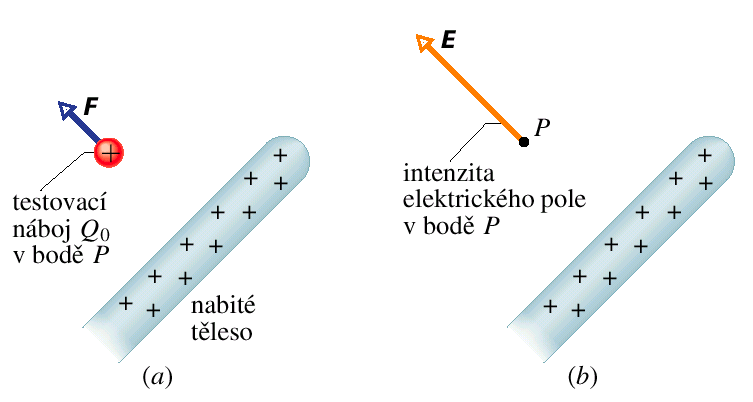 F
+
testovací
náboj Q0
v bodě P
+ + + + + + + + + + + +
nabité
těleso
(a)
E
P
intenzita
elektrického pole
v bodě P
+ + + + + + + + + + + +
(b)